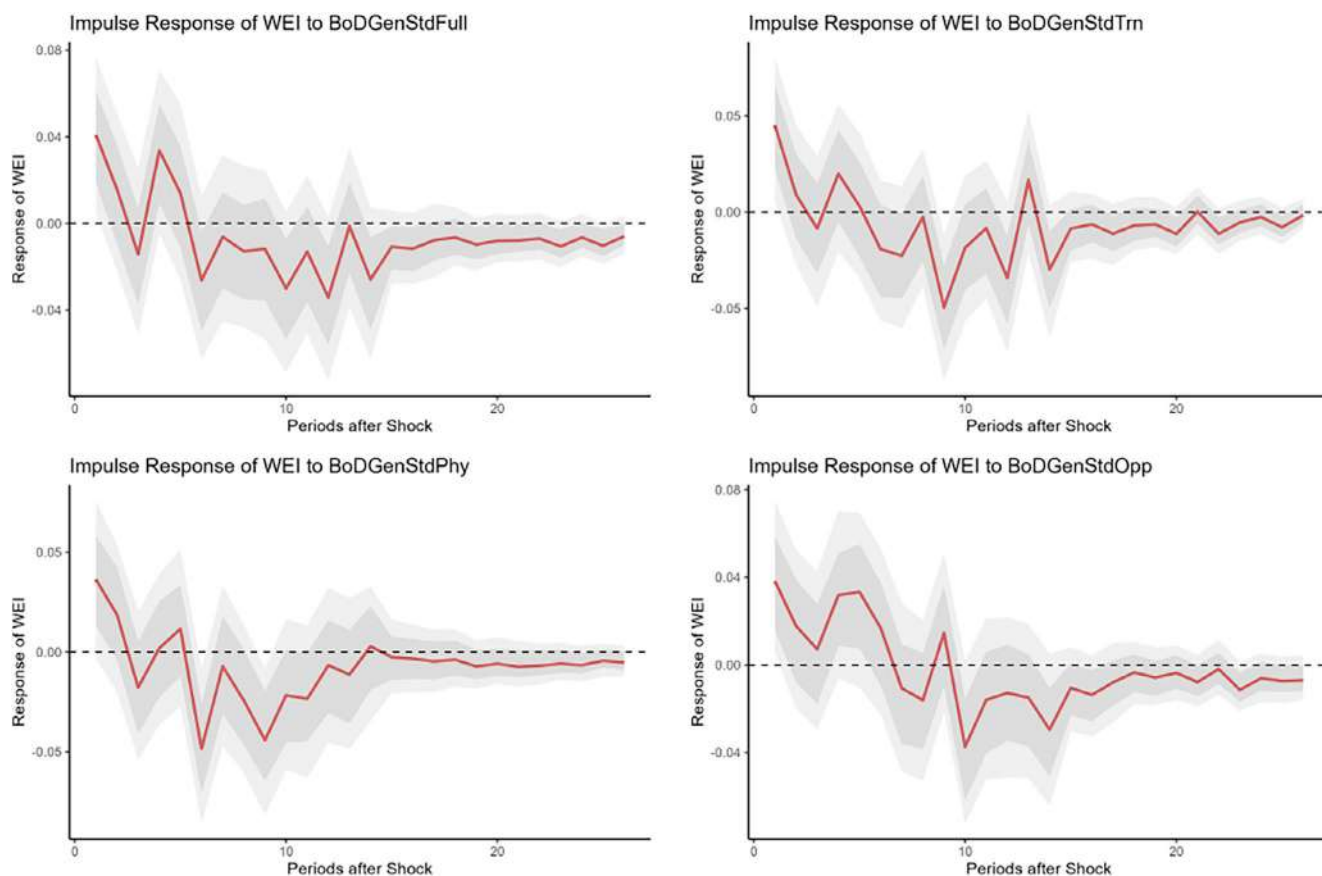 Impulse Response of WEI to BoDGenStdFull
0.08
0.04
0.00
-0.04
Response of WEI
0
10
20
Periods after Shock
Impulse Response of WEI to BoDGenStdTrn
0.05
0.00
-0.05
Response of WEI
0
10
20
Periods after Shock
Impulse Response of WEI to BoDGenStdPhy
0.05
0.00
-0.05
Response of WEI
0
10
20
Periods after Shock
Impulse Response of WEI to BoDGenStdOpp
0.08
0.04
0.00
-0.04
Response of WEI
0
10
20
Periods after Shock